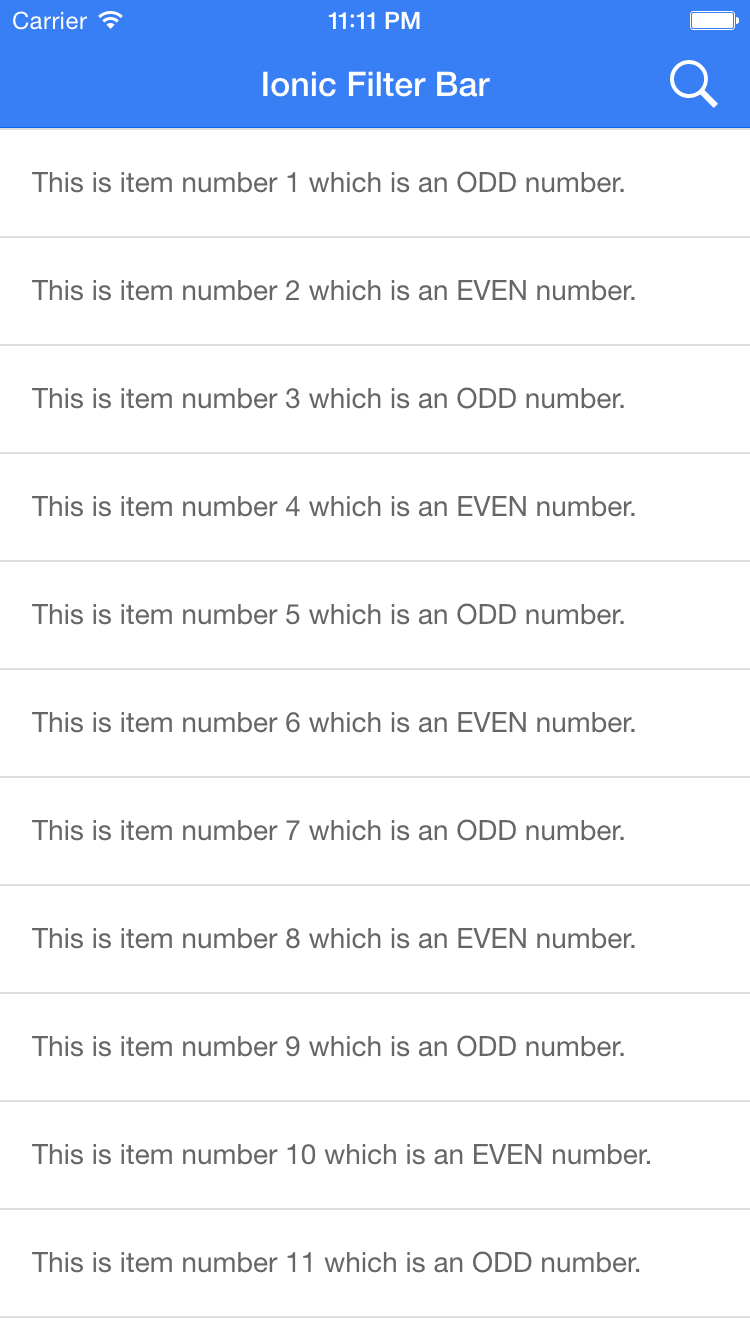 Carrier 11:11 PM
Ionic Filter Bar
This is item number 1 which is an ODD number.
This is item number 2 which is an EVEN number.
This is item number 3 which is an ODD number.
This is item number 4 which is an EVEN number.
This is item number 5 which is an ODD number.
This is item number 6 which is an EVEN number.
This is item number 7 which is an ODD number.
This is item number 8 which is an EVEN number.
This is item number 9 which is an ODD number.
This is item number 10 which is an EVEN number.
This is item number 11 which is an ODD number.